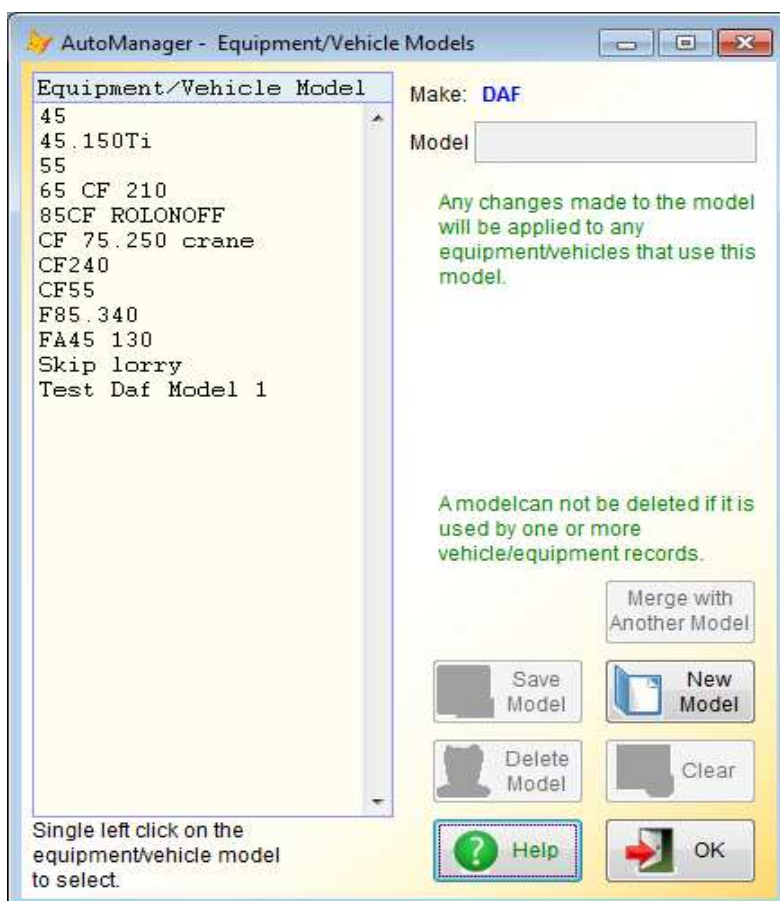 AutoManager - Equipment/Vehicle Models
Equipment/Vehicle Model
45
45.150Ti
55
65 CF 210
85CF ROLONOFF
CF 75.250 crane
CF240
CF55
F85.340
FA45 130
Skip lorry
Test Daf Model 1
Single left click on the
equipment/vehicle model
to select.
Make: DAF
Model
Any changes made to the model
will be applied to any
equipment/vehicles that use this
model.
A modelcan not be deleted if it is
used by one or more
vehicle/equipment records.
Merge with
Another Model
Save
Model
New
Model
Delete
Model
Clear
Help
OK